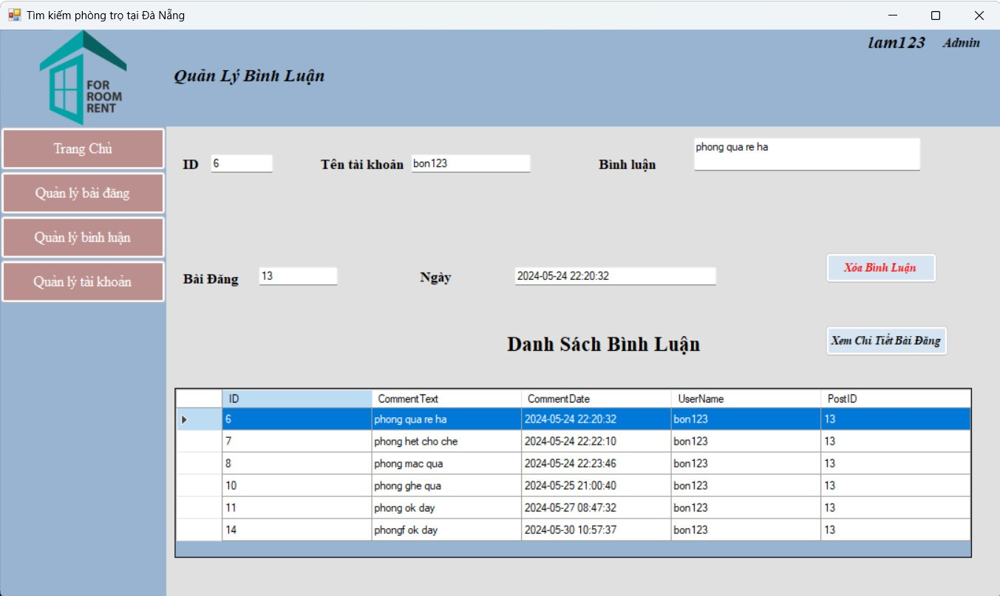 Tìm kiếm phòng trọ tại Đà Nẵng
lam123 Admin
FOR
ROOM
RENT
Quản Lý Bình Luận
Trang Chủ
Quản lý bài đăng
Quản lý bình luận
Quản lý tài khoản
ID 6 Tên tài khoản bon123 Bình luận phong qua re ha
Bài Đăng 13 Ngày 2024-05-24 22:20:32 Xóa Bình Luận
Danh Sách Bình Luận Xem Chi Tiết Bài Đăng
ID CommentText CommentDate UserName PostID
6 phong qua re ha 2024-05-24 22:20:32 bon123 13
7 phong het cho che 2024-05-24 22:22:10 bon123 13
8 phong mac qua 2024-05-24 22:23:46 bon123 13
10 phong ghe qua 2024-05-25 21:00:40 bon123 13
11 phong ok day 2024-05-27 08:47:32 bon123 13
14 phongf ok day 2024-05-30 10:57:37 bon123 13